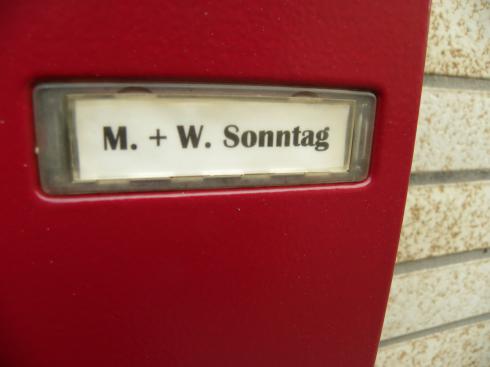 M. + W. Sonntag